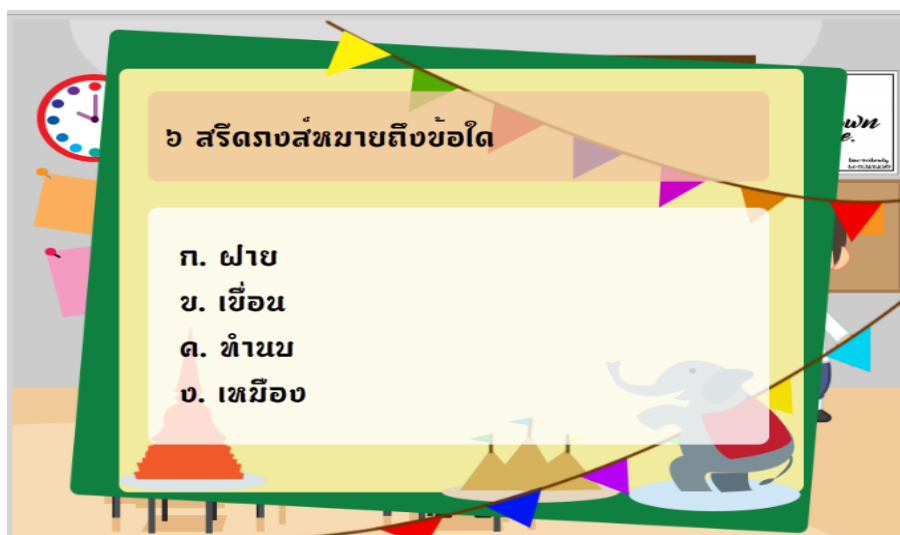 ๖ สรีดภงส์หมายถึงข้อใด
ก. ฝาย
ข. เขื่อน
ค. ทำนบ
ง. เหมือง